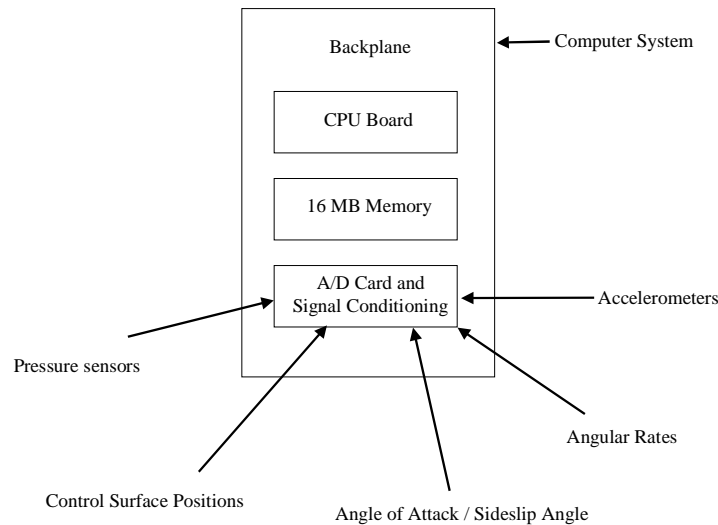 Backplane
Computer System
CPU Board
16 MB Memory
A/D Card and
Signal Conditioning
Accelerometers
Pressure sensors
Angular Rates
Control Surface Positions
Angle of Attack / Sideslip Angle